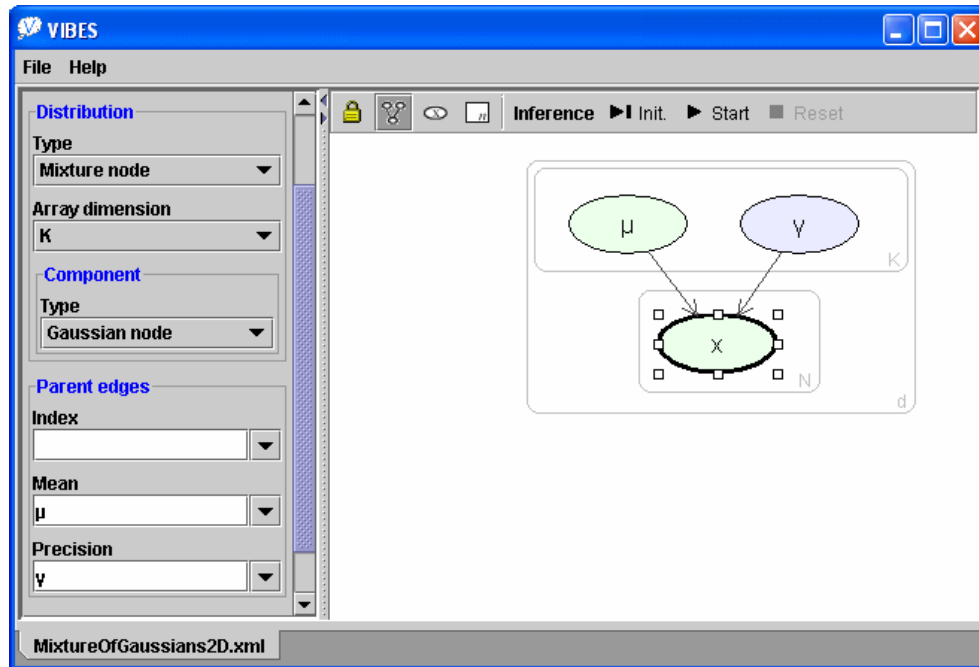 VIBES
File Help
Distribution
Type
Mixture node
Array dimension
K
Component
Type
Gaussian node
Parent edges
Index
Mean
μ
Precision
γ
x
n
Inference Init. Start Reset
μ
γ
K
x
N
d
MixtureOfGaussians2D.xml